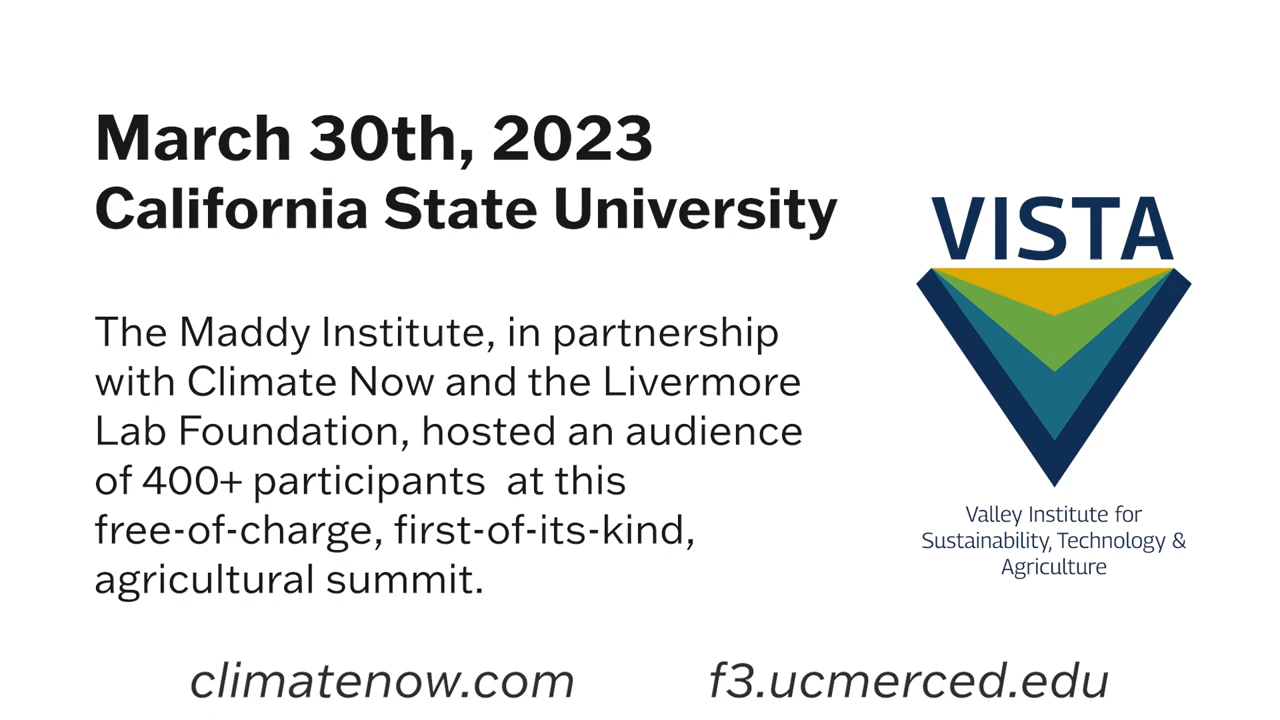 March 30th, 2023
California State University
The Maddy Institute, in partnership
with Climate Now and the Livermore
Lab Foundation, hosted an audience
of 400+ participants  at this
free-of-charge, first-of-its-kind,
agricultural summit.
VISTA
Valley Institute for
Sustainability, Technology &
Agriculture
climatenow.com
f3.ucmerced.edu